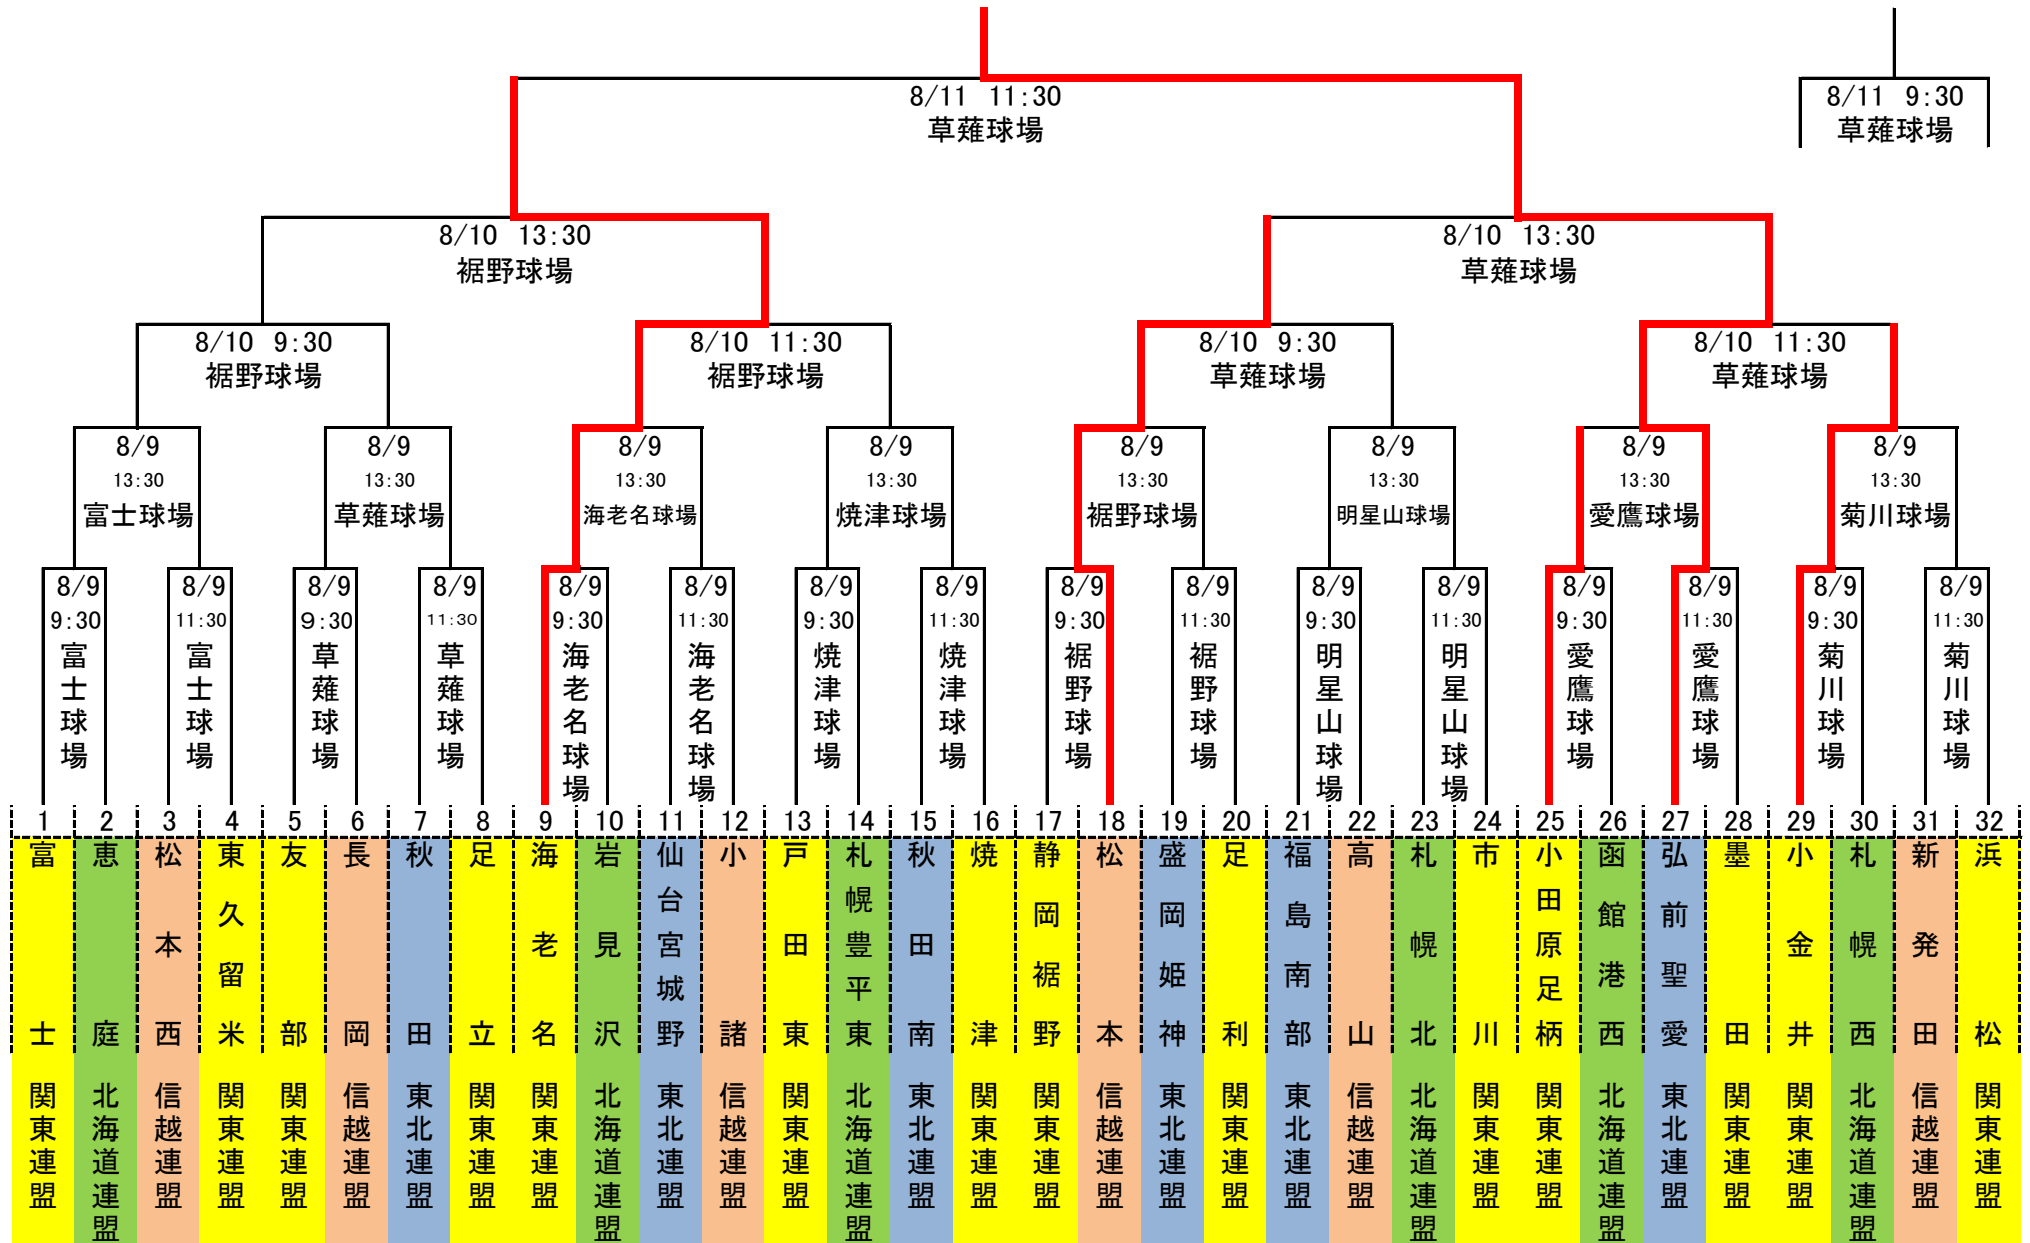 8/11 11:30
草薙球場
8/11 9:30
草薙球場
8/10 13:30
裾野球場
8/10 13:30
草薙球場
8/10 9:30
裾野球場
8/10 11:30
裾野球場
8/10 9:30
草薙球場
8/10 11:30
草薙球場
8/9
13:30
富士球場
8/9
13:30
草薙球場
8/9
13:30
海老名球場
8/9
13:30
焼津球場
8/9
13:30
裾野球場
8/9
13:30
明星山球場
8/9
13:30
愛鷹球場
8/9
13:30
菊川球場
8/9
9:30
富士球場
8/9
11:30
富士球場
8/9
9:30
草薙球場
8/9
11:30
草薙球場
8/9
9:30
海老名球場
8/9
11:30
海老名球場
8/9
9:30
焼津球場
8/9
11:30
焼津球場
8/9
9:30
裾野球場
8/9
11:30
裾野球場
8/9
9:30
明星山球場
8/9
11:30
明星山球場
8/9
9:30
愛鷹球場
8/9
11:30
愛鷹球場
8/9
9:30
菊川球場
8/9
11:30
菊川球場
1
富士
関東連盟
2
恵庭
北海道連盟
3
松本西
信越連盟
4
東久留米
関東連盟
5
友部
関東連盟
6
長岡
信越連盟
7
秋田
東北連盟
8
足立
関東連盟
9
海老名
関東連盟
10
岩見沢
北海道連盟
11
仙台宮城野
東北連盟
12
小諸
信越連盟
13
戸田東
関東連盟
14
札幌豊平東
北海道連盟
15
秋田南
東北連盟
16
焼津
関東連盟
17
静岡裾野
関東連盟
18
松本
信越連盟
19
盛岡姫神
東北連盟
20
足利
関東連盟
21
福島南部
東北連盟
22
高山
信越連盟
23
札幌北
北海道連盟
24
市川
関東連盟
25
小田原足柄
関東連盟
26
函館港西
北海道連盟
27
弘前聖愛
東北連盟
28
墨田
関東連盟
29
小金井
関東連盟
30
札幌西
北海道連盟
31
新発田
信越連盟
32
浜松
関東連盟